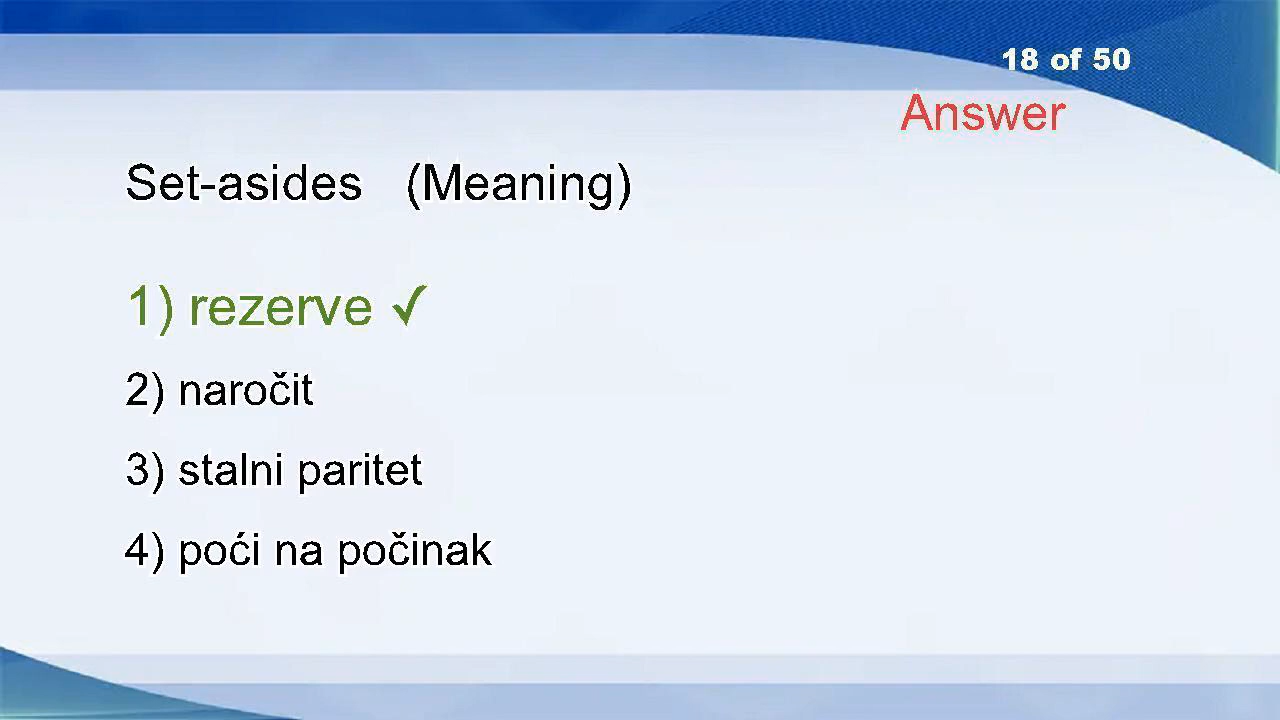 18 of 50
Answer
Set-asides (Meaning)
1) rezerve ✓
2) naročit
3) stalni paritet
4) poći na počinak